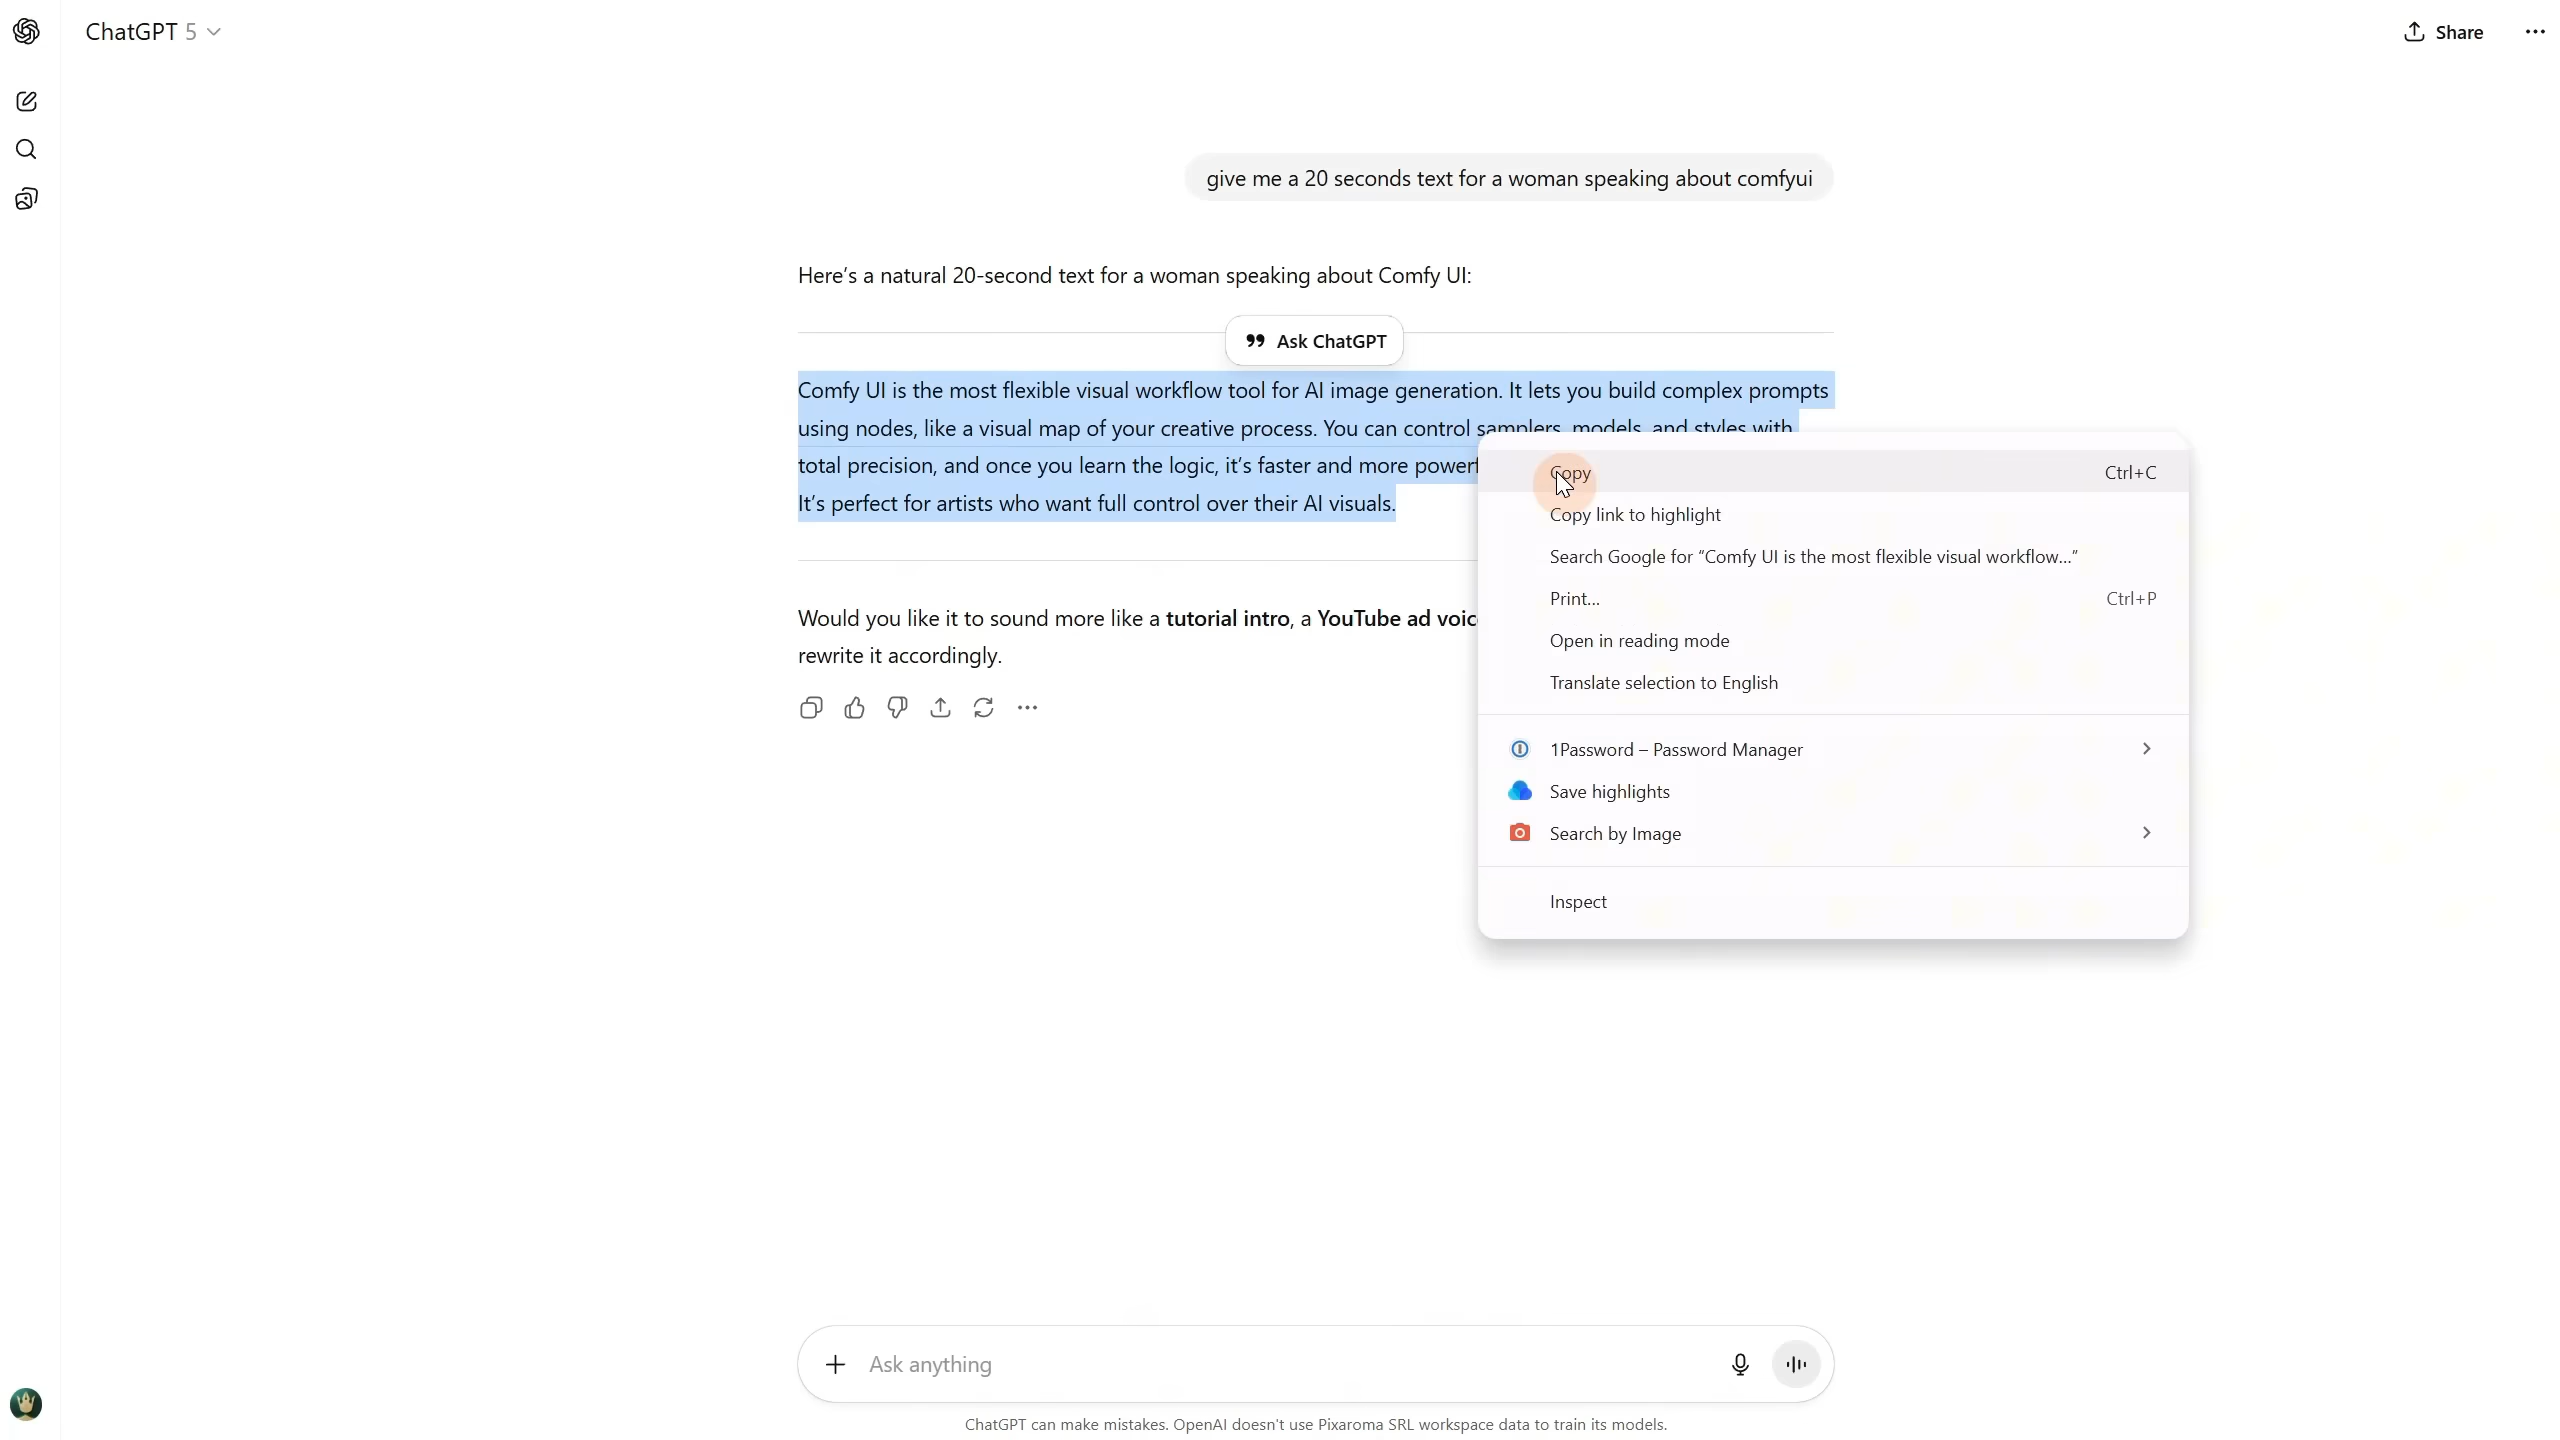 ChatGPT 5
Share
give me a 20 seconds text for a woman speaking about comfyui
Here's a natural 20-second text for a woman speaking about Comfy UI:
Ask ChatGPT
Comfy UI is the most flexible visual workflow tool for AI image generation. It lets you build complex prompts
using nodes, like a visual map of your creative process. You can control samplers, models, and styles with
total precision, and once you learn the logic, it's faster and more
It's perfect for artists who want full control over their AI visuals.
Copy Ctrl+C
Copy link to highlight
Search Google for “Comfy UI is the most flexible visual workflow...”
Print... Ctrl+P
Open in reading mode
Translate selection to English
1Password – Password Manager
Save highlights
Search by Image
Inspect
Would you like it to sound more like a tutorial intro, a YouTube ad
rewrite it accordingly.
Ask anything
ChatGPT can make mistakes. OpenAI doesn't use Pixaroma SRL workspace data to train its models.